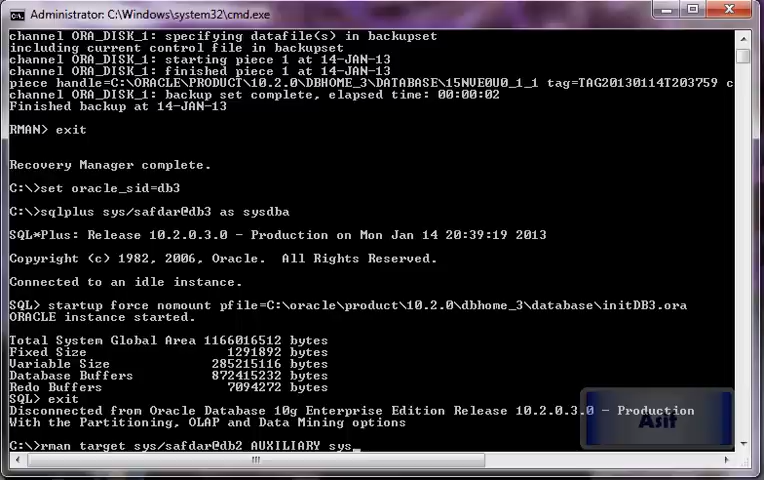 Administrator: C:\Windows\system32\cmd.exe
channel ORA_DISK_1: specifying datafile(s) in backupset
including current control file in backupset
channel ORA_DISK_1: starting piece 1 at 14-JAN-13
channel ORA_DISK_1: finished piece 1 at 14-JAN-13
piece handle=C:\ORACLE\PRODUCT\10.2.0\DBHOME_3\DATABASE\15NVE0U0_1_1 tag=TAG20130114T203759 c
channel ORA_DISK_1: backup set complete, elapsed time: 00:00:02
Finished backup at 14-JAN-13
RMAN> exit
Recovery Manager complete.
C:\>set oracle_sid=db3
C:\>sqlplus sys/safdar@db3 as sysdba
SQL*Plus: Release 10.2.0.3.0 - Production on Mon Jan 14 20:39:19 2013
Copyright (c) 1982, 2006, Oracle.  All Rights Reserved.
Connected to an idle instance.
SQL> startup force nomount pfile=C:\oracle\product\10.2.0\dbhome_3\database\initDB3.ora
ORACLE instance started.
Total System Global Area 1166016512 bytes
Fixed Size 1291892 bytes
Variable Size 285215116 bytes
Database Buffers 872415232 bytes
Redo Buffers 7094272 bytes
SQL> exit
Disconnected from Oracle Database 10g Enterprise Edition Release 10.2.0.3.0 - Production
With the Partitioning, OLAP and Data Mining options
Asif
C:\>rman target sys/safdar@db2 AUXILIARY sys_